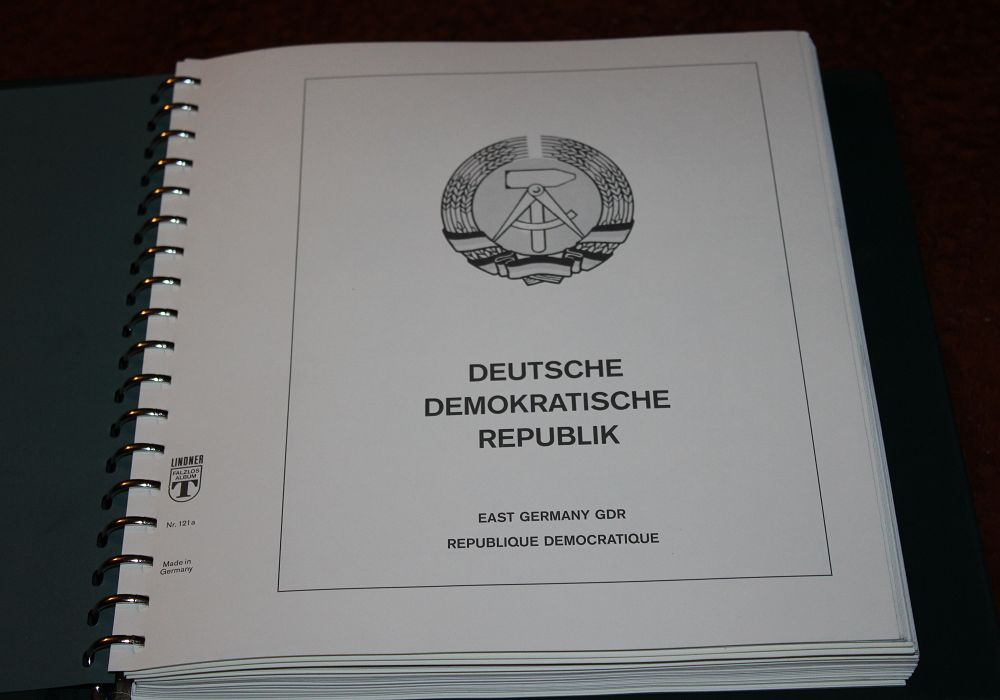 DEUTSCHE
DEMOKRATISCHE
REPUBLIK
EAST GERMANY GDR
REPUBLIQUE DEMOCRATIQUE
LINDNER
FALZLOS
ALBUM
T
Nr. 121a
Made in
Germany